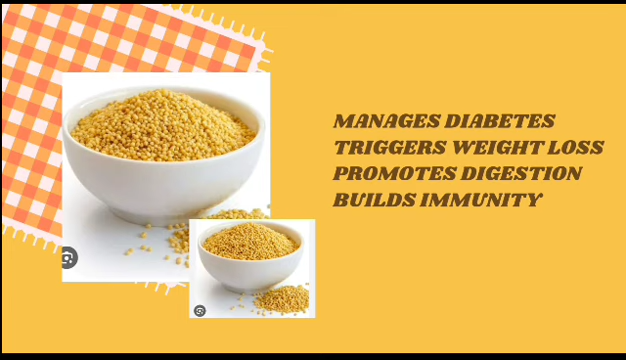 MANAGES DIABETES
TRIGGERS WEIGHT LOSS
PROMOTES DIGESTION
BUILDS IMMUNITY